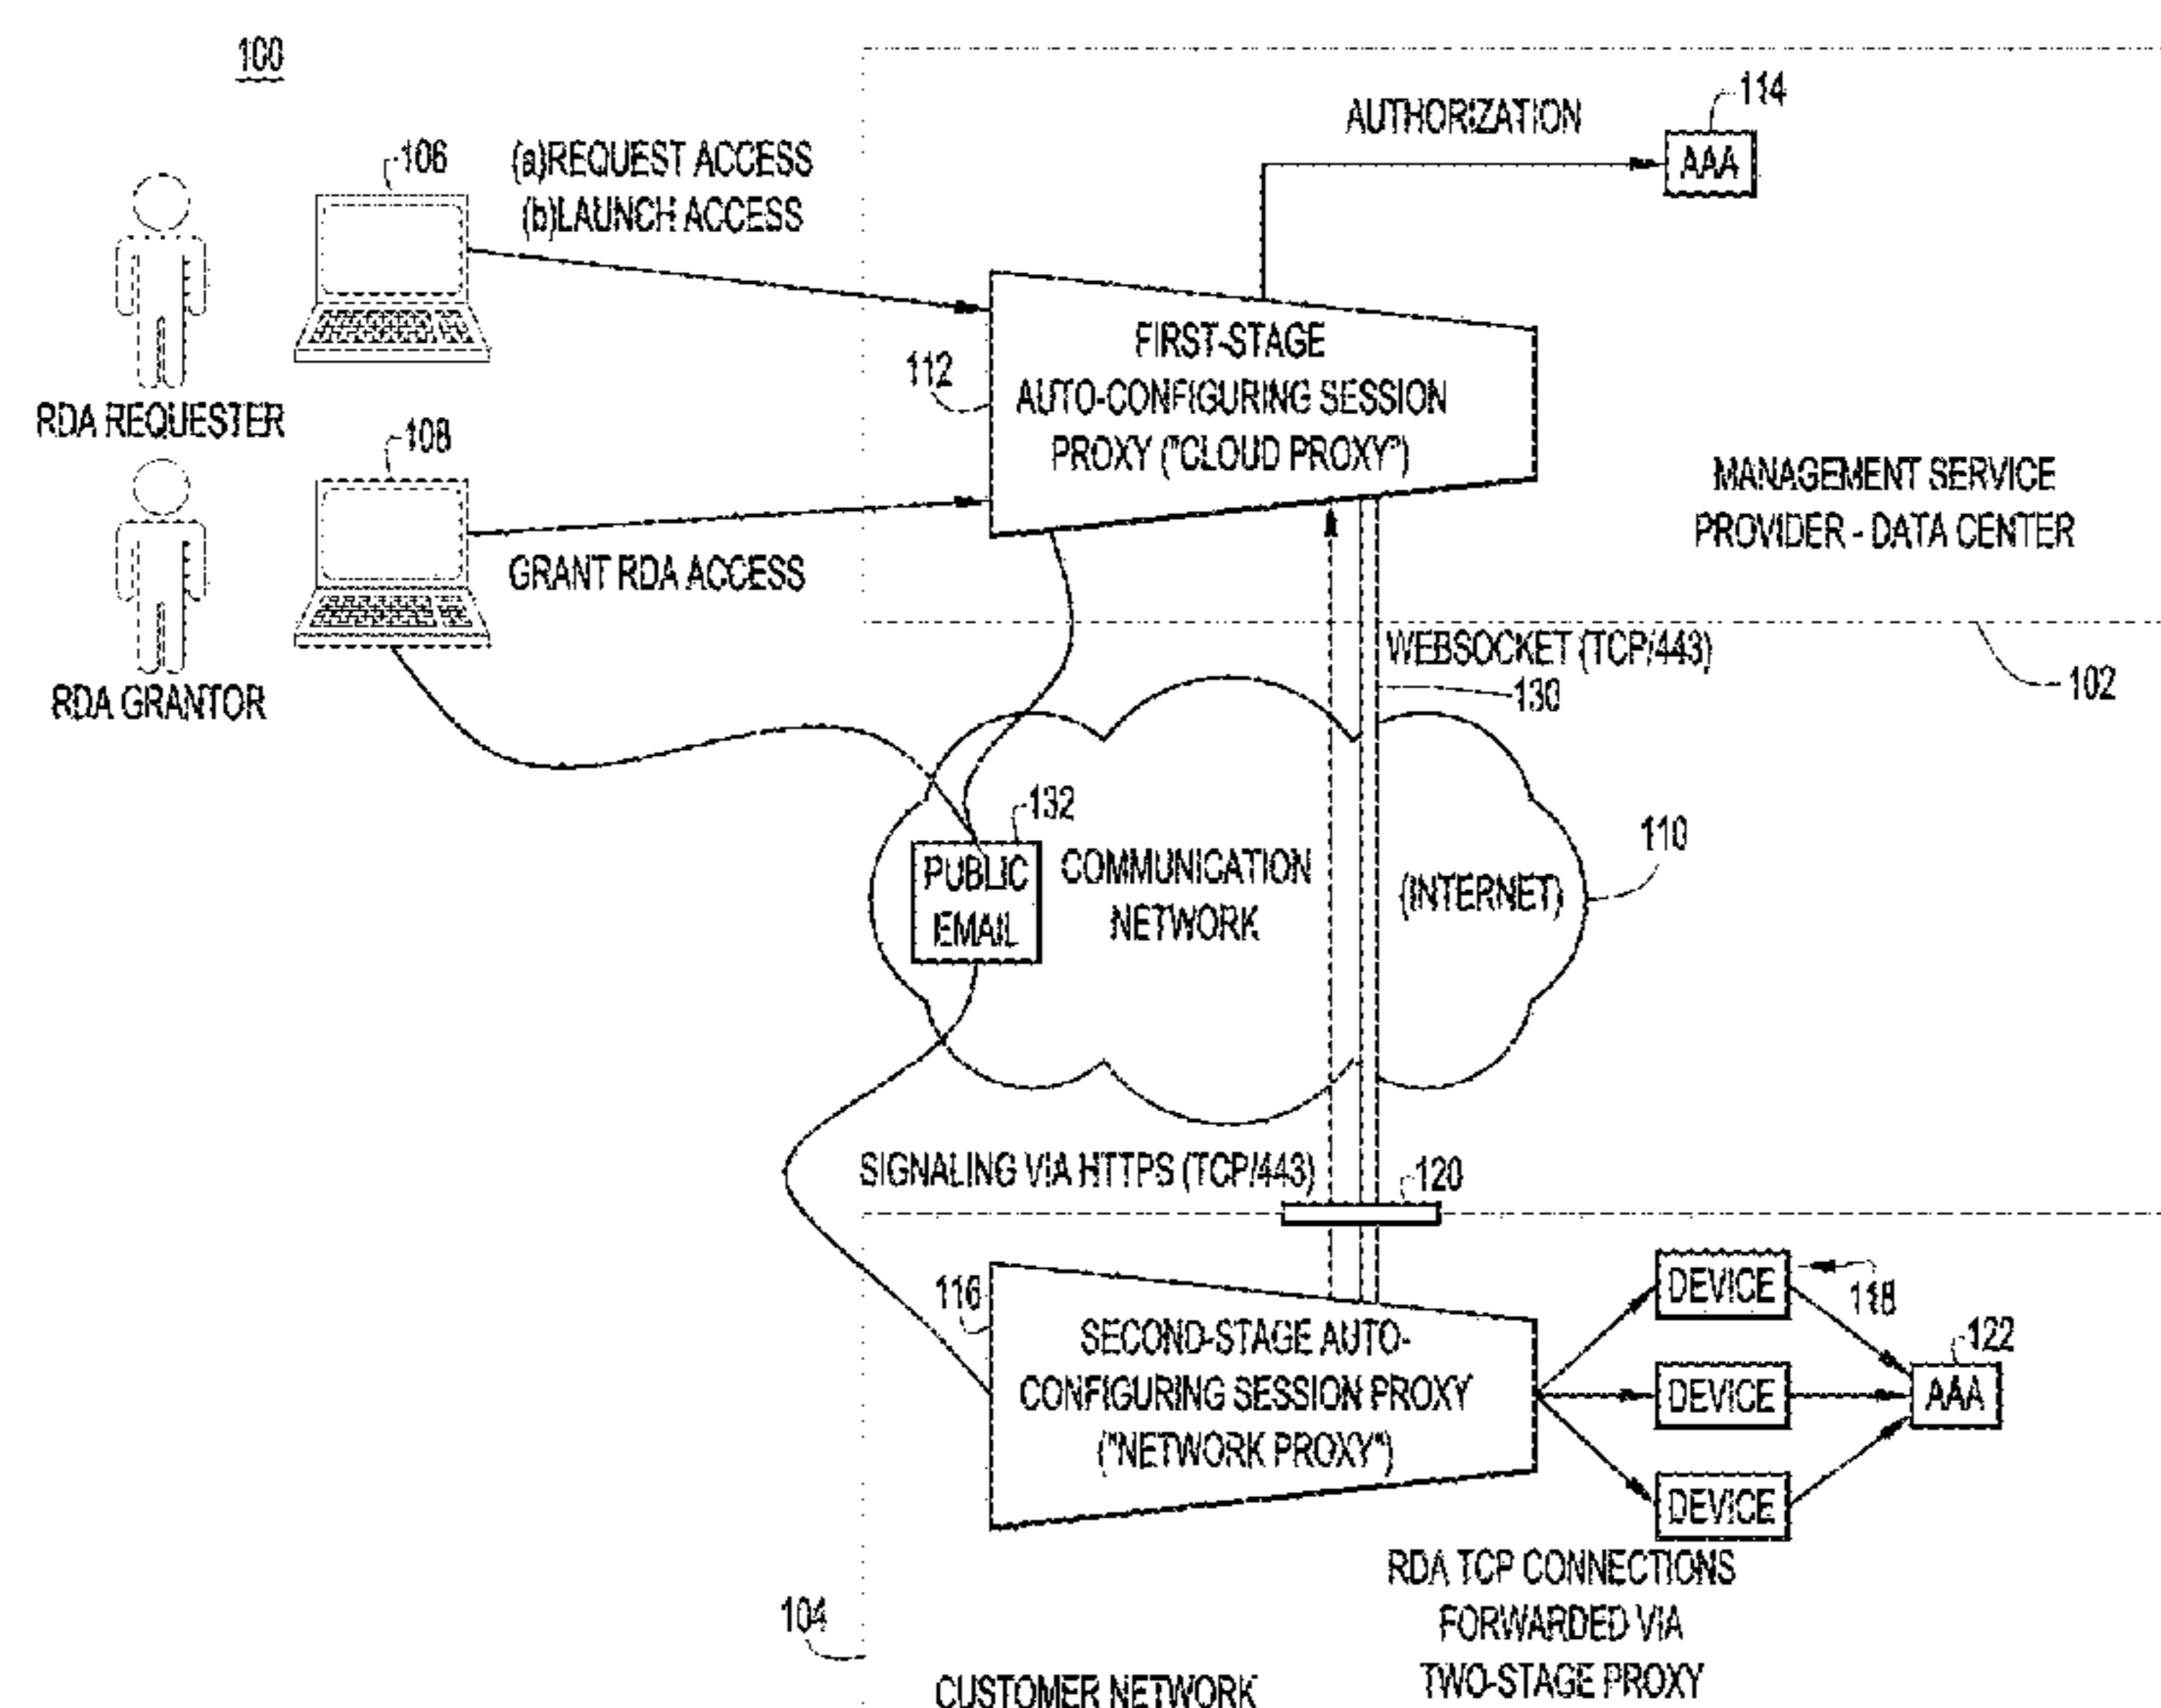 100
106
(a)REQUEST ACCESS
(b)LAUNCH ACCESS
AUTHORIZATION
114
AAA
RDA REQUESTER
112
FIRST-STAGE
AUTO-CONFIGURING SESSION
PROXY ("CLOUD PROXY")
108
GRANT RDA ACCESS
RDA GRANTOR
MANAGEMENT SERVICE
PROVIDER - DATA CENTER
WEBSOCKET (TCP/443)
130
102
132
PUBLIC
EMAIL
COMMUNICATION
NETWORK
(INTERNET)
110
SIGNALING VIA HTTPS (TCP/443)
120
116
SECOND-STAGE AUTO-
CONFIGURING SESSION PROXY
("NETWORK PROXY")
DEVICE
118
DEVICE
DEVICE
122
AAA
RDA TCP CONNECTIONS
FORWARDED VIA
TWO-STAGE PROXY
104
CUSTOMER NETWORK